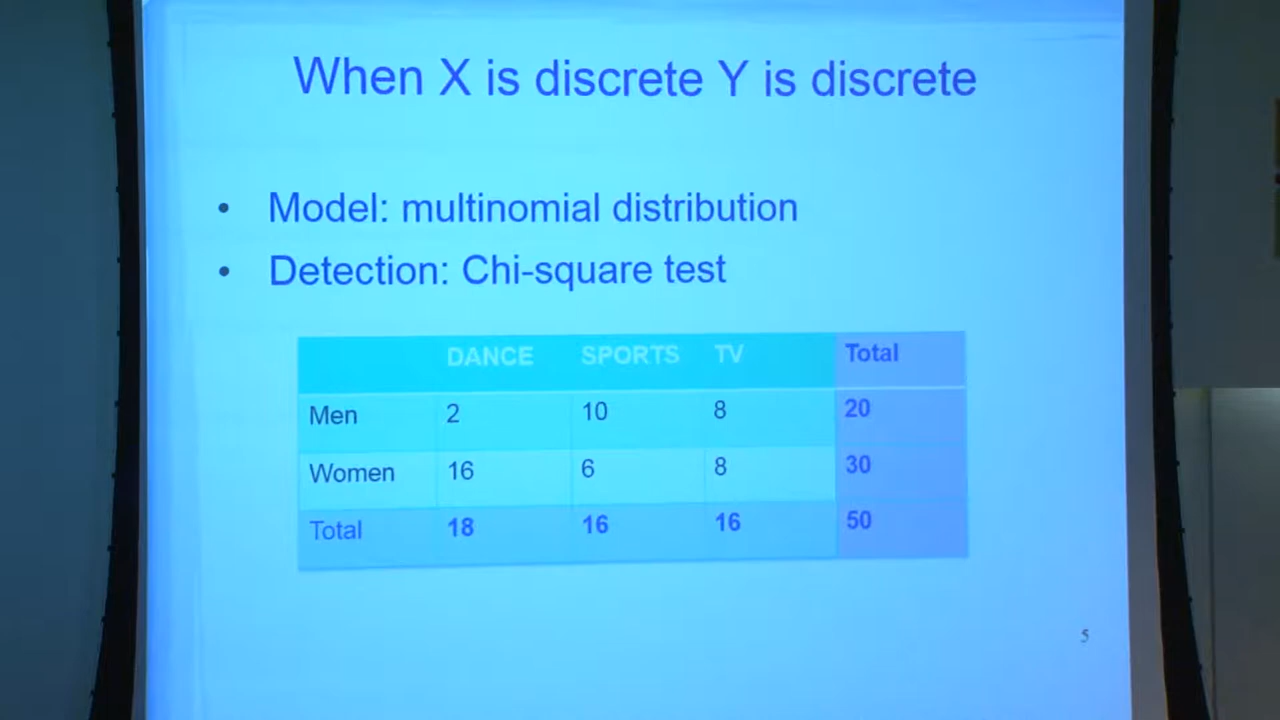 When X is discrete Y is discrete
• Model: multinomial distribution
• Detection: Chi-square test
DANCE SPORTS TV Total
Men 2 10 8 20
Women 16 6 8 30
Total 18 16 16 50
5